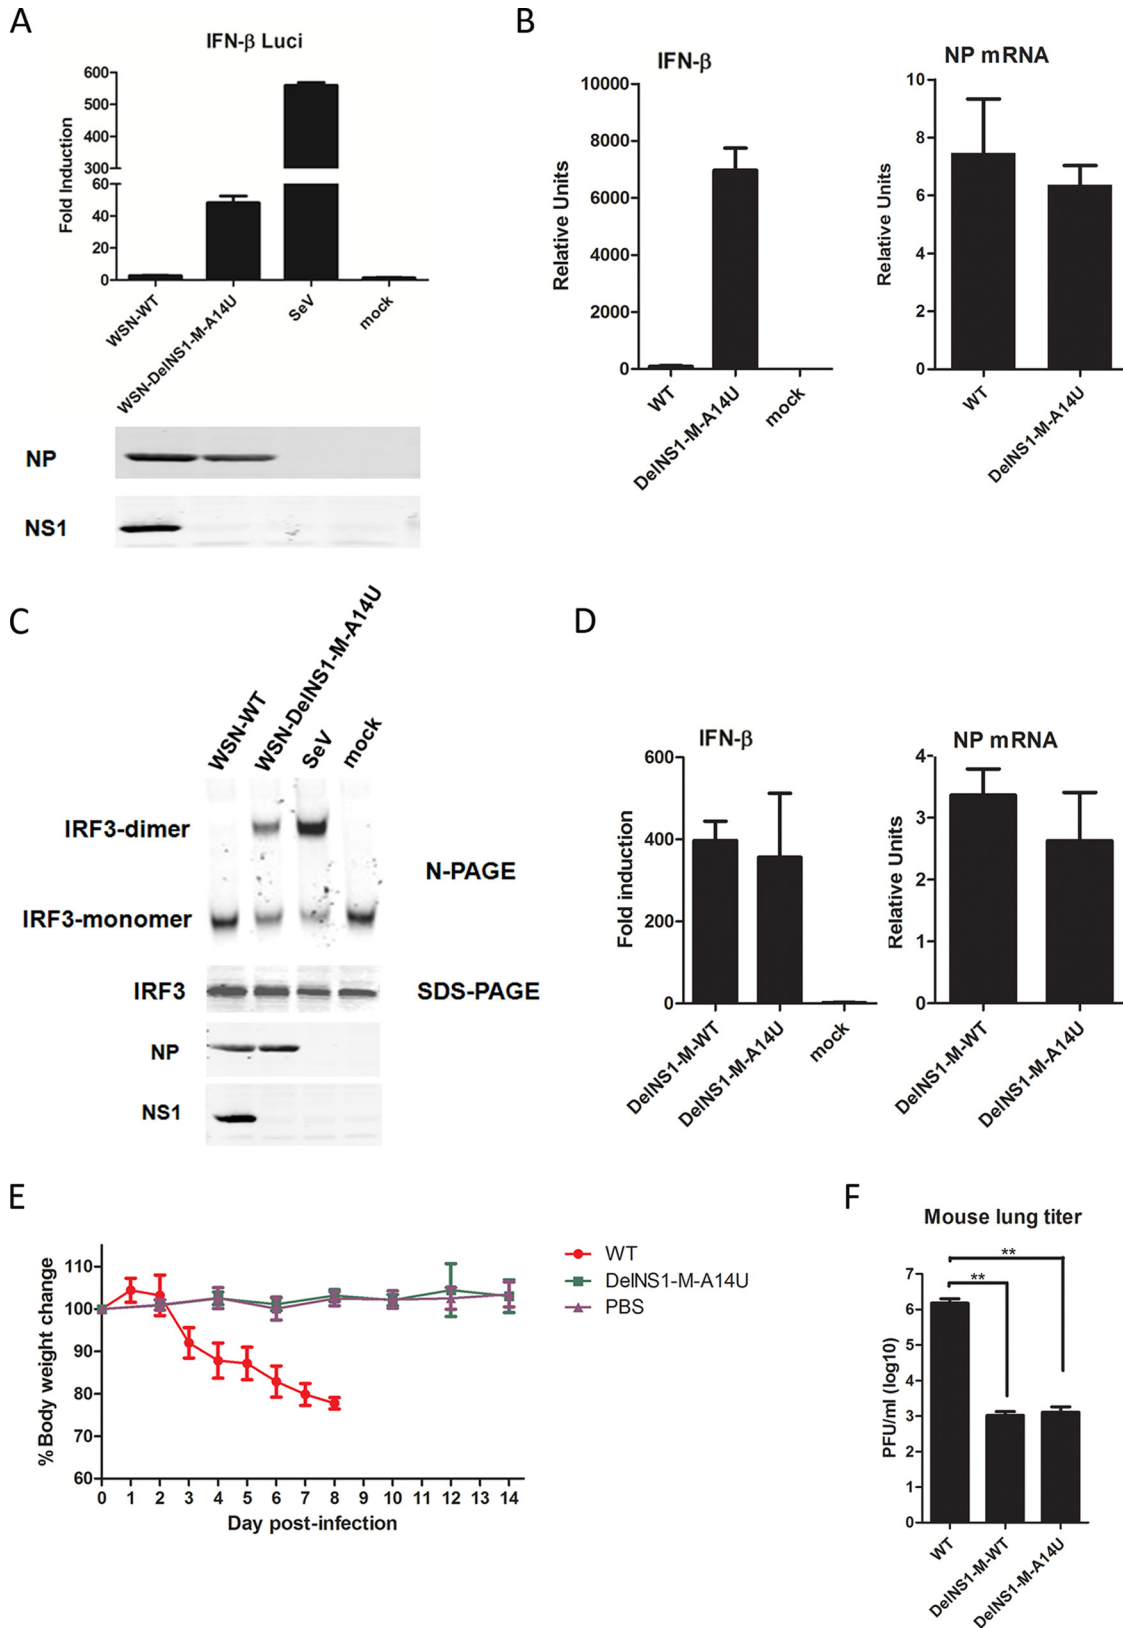 A
IFN-β Luci
Fold Induction
600
500
400
300
60
40
20
0
WSN-WT
WSN-DelNS1-M-A14U
SeV
mock
NP
NS1
B
IFN-β
Relative Units
10000
8000
6000
4000
2000
0
WT
DelNS1-M-A14U
mock
NP mRNA
Relative Units
10
8
6
4
2
0
WT
DelNS1-M-A14U
C
WSN-WT
WSN-DelNS1-M-A14U
SeV
mock
IRF3-dimer
N-PAGE
IRF3-monomer
IRF3
SDS-PAGE
NP
NS1
D
IFN-β
Fold induction
600
400
200
0
DelNS1-M-WT
DelNS1-M-A14U
mock
NP mRNA
Relative Units
4
3
2
1
0
DelNS1-M-WT
DelNS1-M-A14U
E
%Body weight change
110
100
90
80
70
60
0 1 2 3 4 5 6 7 8 9 10 11 12 13 14
Day post-infection
WT
DelNS1-M-A14U
PBS
F
Mouse lung titer
**
**
PFU/ml (log10)
7
6
5
4
3
2
1
0
WT
DelNS1-M-WT
DelNS1-M-A14U